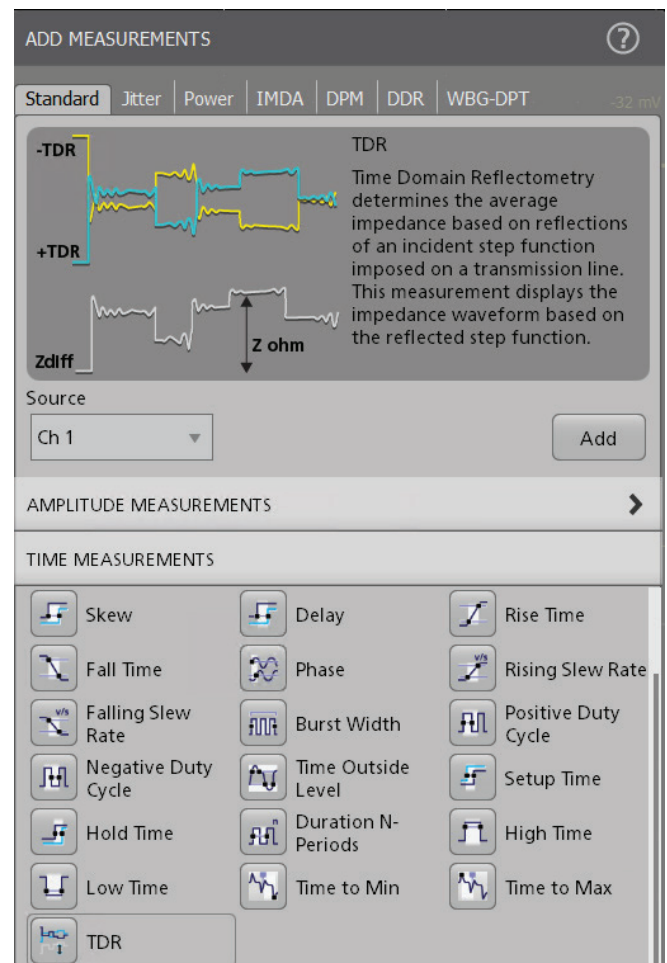 ADD MEASUREMENTS
?
Standard Jitter Power IMDA DPM DDR WBG-DPT -32 mV
-TDR
+TDR
Zdiff
Z ohm
TDR
Time Domain Reflectometry
determines the average
impedance based on reflections
of an incident step function
imposed on a transmission line.
This measurement displays the
impedance waveform based on
the reflected step function.
Source
Ch 1
Add
AMPLITUDE MEASUREMENTS
TIME MEASUREMENTS
Skew
Delay
Rise Time
Fall Time
Phase
v/s
Rising Slew Rate
v/s
Falling Slew
Rate
Burst Width
Positive Duty
Cycle
Negative Duty
Cycle
Time Outside
Level
Setup Time
Hold Time
n
Duration N-
Periods
High Time
Low Time
Time to Min
Time to Max
TDR